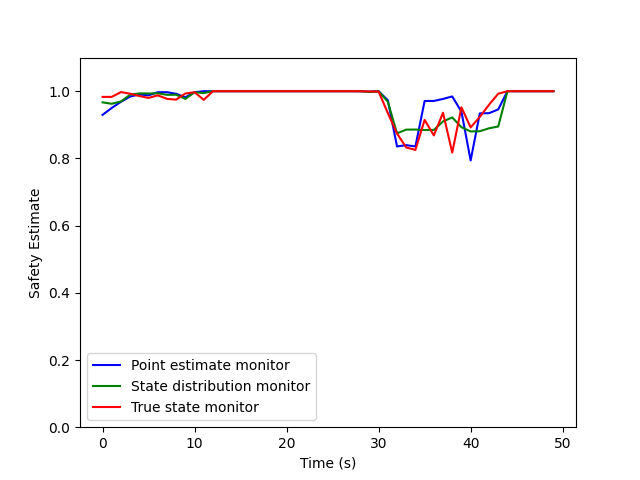 1.0
0.8
0.6
0.4
0.2
0.0
Safety Estimate
Point estimate monitor
State distribution monitor
True state monitor
0 10 20 30 40 50
Time (s)